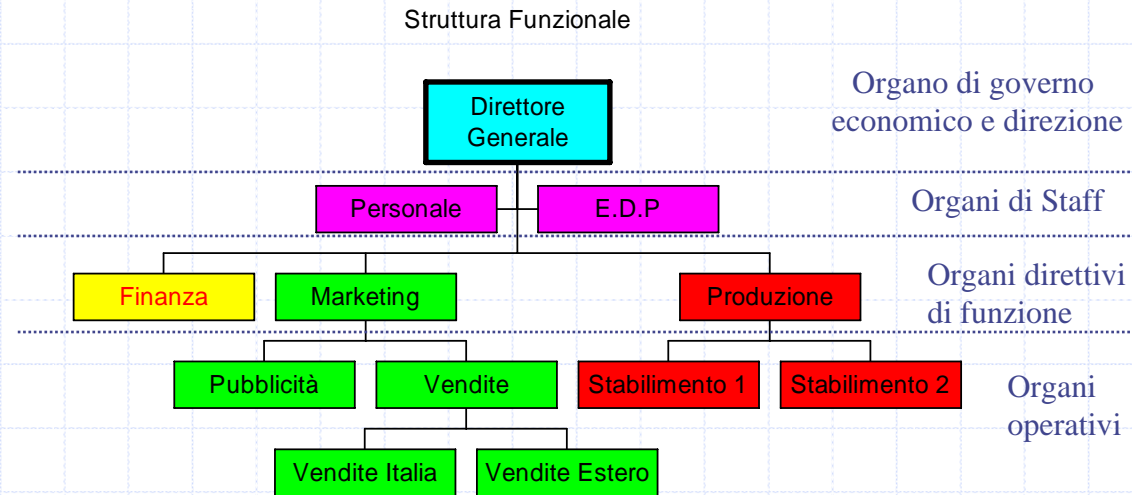 Struttura Funzionale
Direttore
Generale
Organo di governo
economico e direzione
Personale
E.D.P
Organi di Staff
Finanza
Marketing
Produzione
Organi direttivi
di funzione
Pubblicità
Vendite
Stabilimento 1
Stabilimento 2
Organi
operativi
Vendite Italia
Vendite Estero